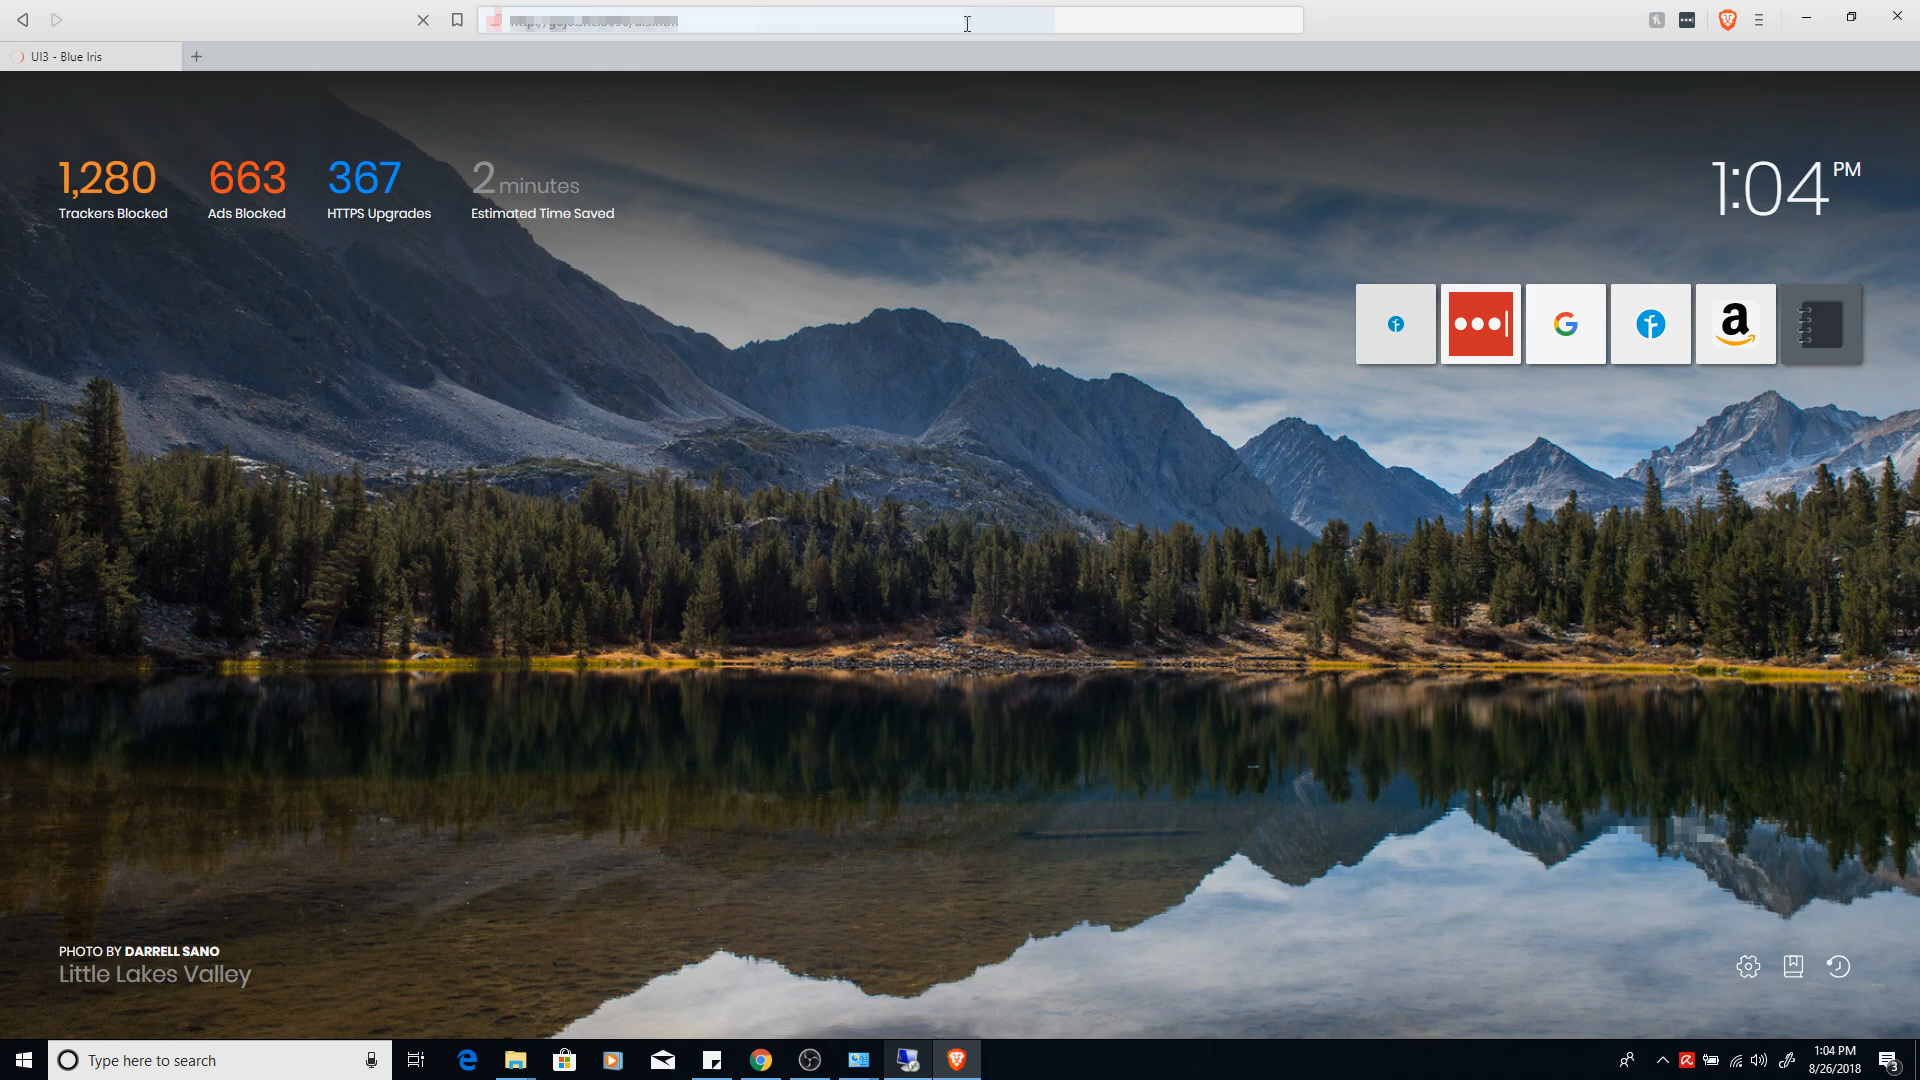 UI3 - Blue Iris
1,280
Trackers Blocked
663
Ads Blocked
367
HTTPS Upgrades
2 minutes
Estimated Time Saved
1:04 PM
PHOTO BY DARRELL SANO
Little Lakes Valley
Type here to search
1:04 PM
8/26/2018
3